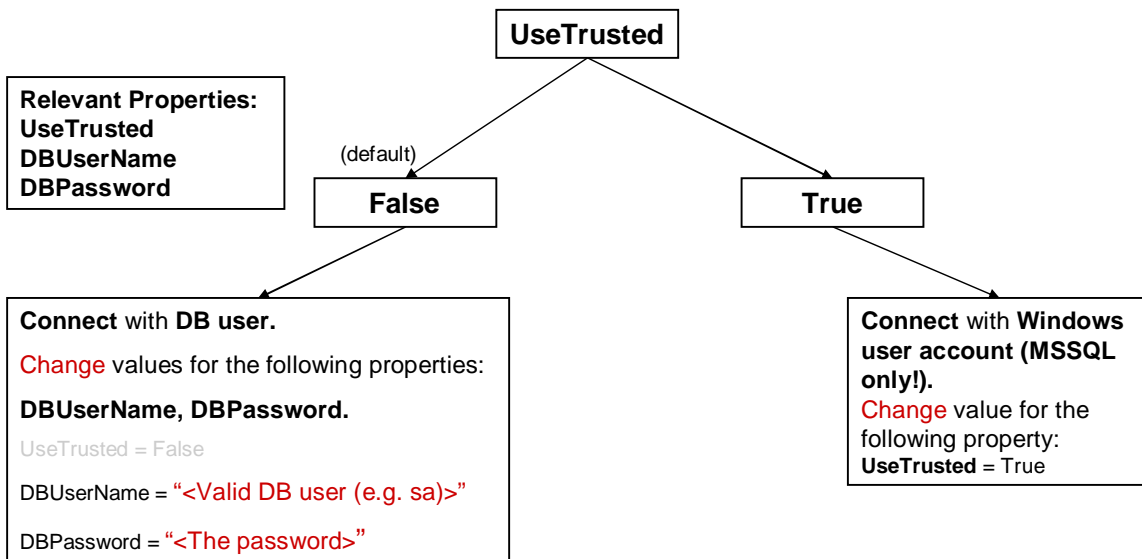 UseTrusted
Relevant Properties:
UseTrusted
DBUserName
DBPassword
(default)
False
True
Connect with DB user.
Change values for the following properties:
DBUserName, DBPassword.
UseTrusted = False
DBUserName = “<Valid DB user (e.g. sa)>”
DBPassword = “<The password>”
Connect with Windows
user account (MSSQL
only!).
Change value for the
following property:
UseTrusted = True